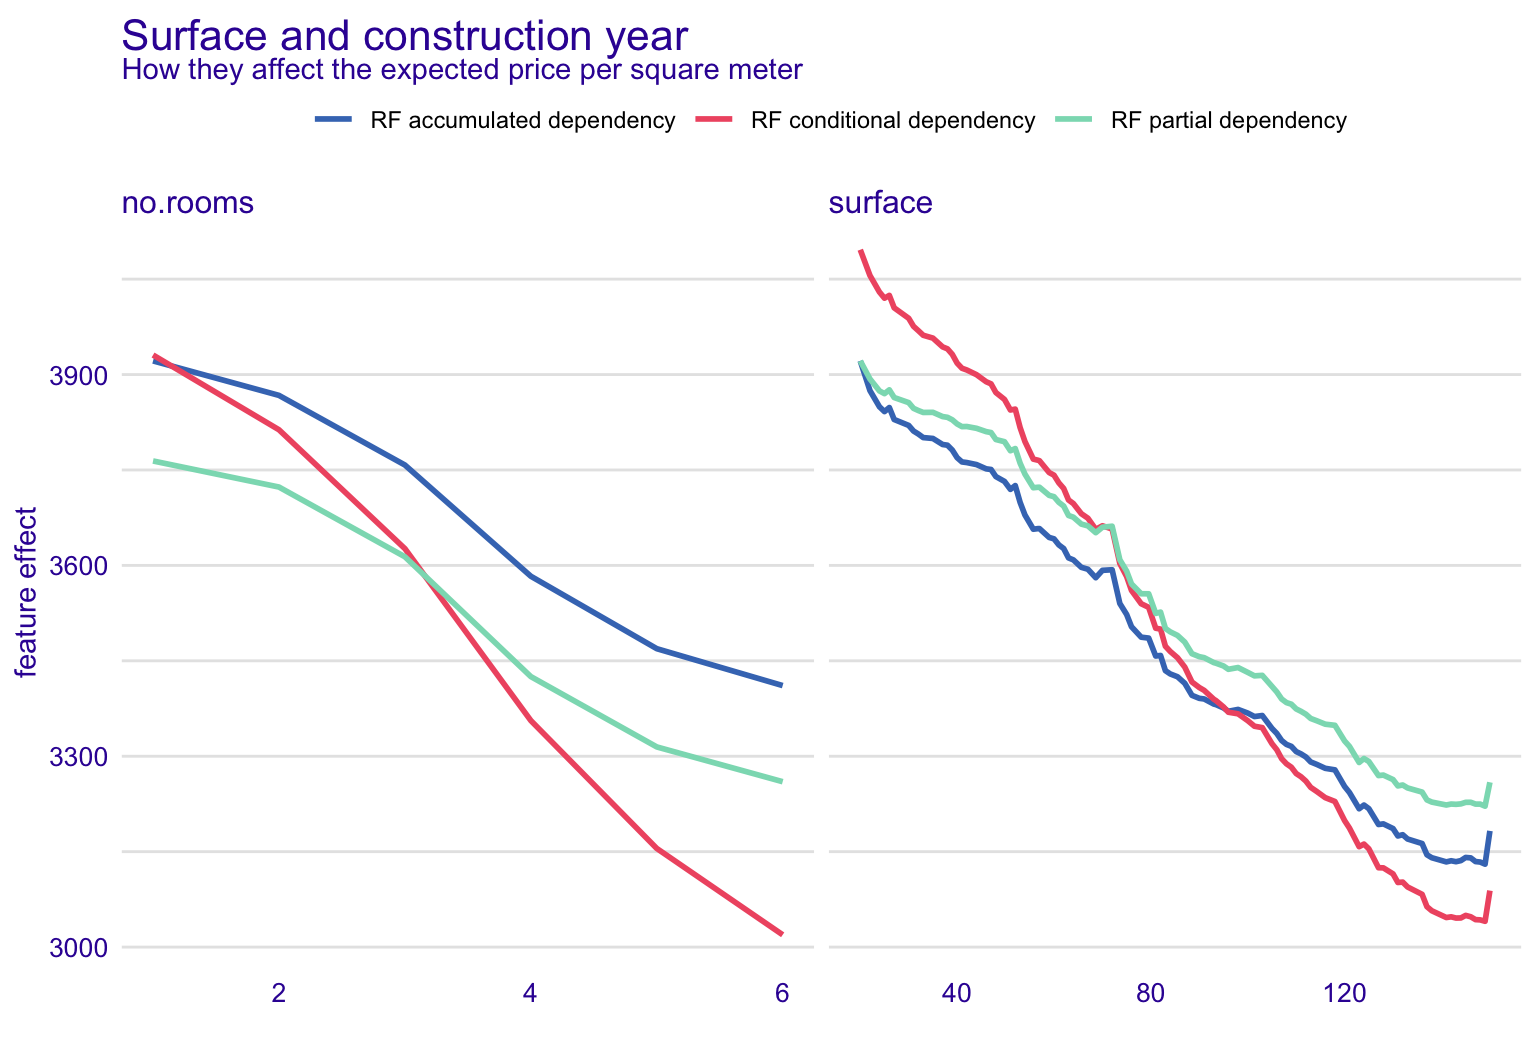 Surface and construction year
How they affect the expected price per square meter
RF accumulated dependency RF conditional dependency RF partial dependency
no.rooms surface
feature effect
3900
3600
3300
3000
2 4 6 40 80 120